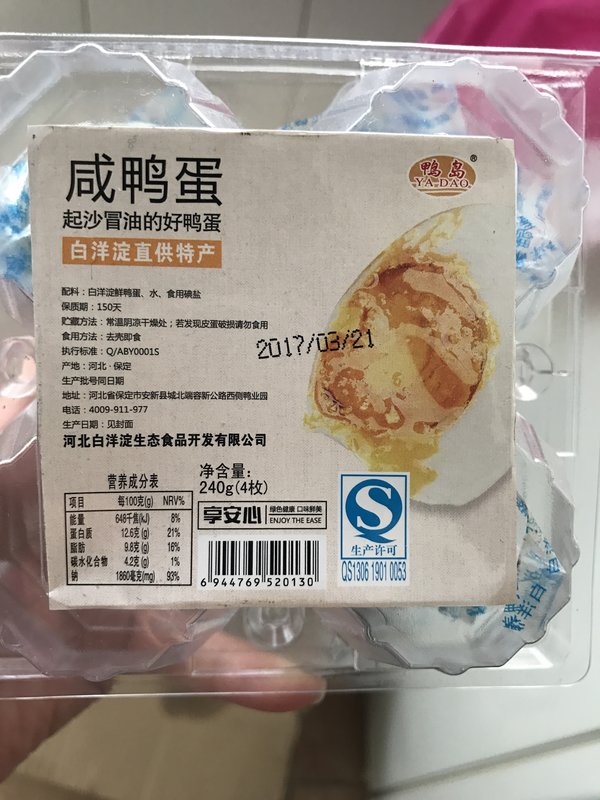 咸鸭蛋
起沙冒油的好鸭蛋
白洋淀直供特产
鸭岛®
YA DAO
配料：白洋淀鲜鸭蛋、水、食用碘盐
保质期：150天
贮藏方法：常温阴凉干燥处；若发现皮蛋破损请勿食用
食用方法：去壳即食
执行标准：Q/ABY0001S
产地：河北·保定
生产批号同日期
地址：河北省保定市安新县城北端容新公路西侧鸭业园
电话：4009-911-977
生产日期：见封面
河北白洋淀生态食品开发有限公司
2017/03/21
营养成分表
项目 每100克(g) NRV%
能量 648千焦(kJ) 8%
蛋白质 12.6克(g) 21%
脂肪 9.8克(g) 16%
碳水化合物 4.2克(g) 1%
钠 1860毫克(mg) 93%
净含量：
240g(4枚)
享安心
绿色健康 口味鲜美
ENJOY THE EASE
6 944769 520130
S
生产许可
QS1306 1901 0053